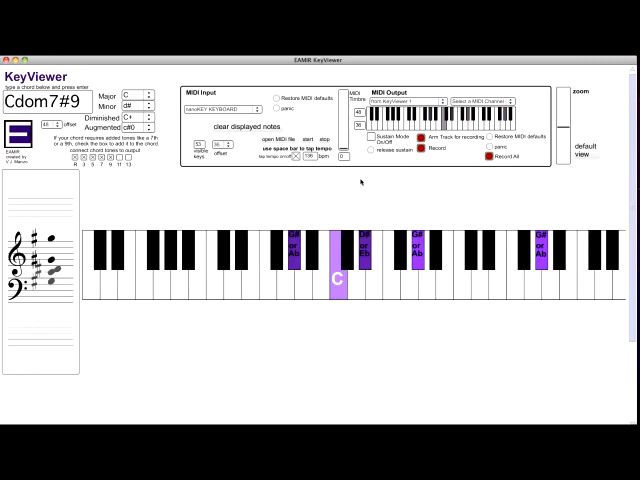 EAMIR KeyViewer
KeyViewer
type a chord below and press enter
Cdom7#9
Major C
Minor d#
Diminished C+
Augmented c#0
48 offset
If your chord requires added tones like a 7th
or a 9th, check the box to add it to the chord
connect chord tones to output
R 3 5 7 9 11 13
EAMIR
created by
V.J. Manzo
MIDI Input
nanoKEY KEYBOARD
Restore MIDI defaults
panic
clear displayed notes
open MIDI file start stop
use space bar to tap tempo
53
visible
keys
36
offset
tap tempo on/off 136 bpm
MIDI
Timbre
48
36
0
MIDI Output
from KeyViewer 1
Select a MIDI Channel
Sustain Mode
On/Off
release sustain
Arm Track for recording
Record
Restore MIDI defaults
panic
Record All
zoom
default
view
G#
or
Ab
C
D#
or
Eb
G#
or
Ab
G#
or
Ab